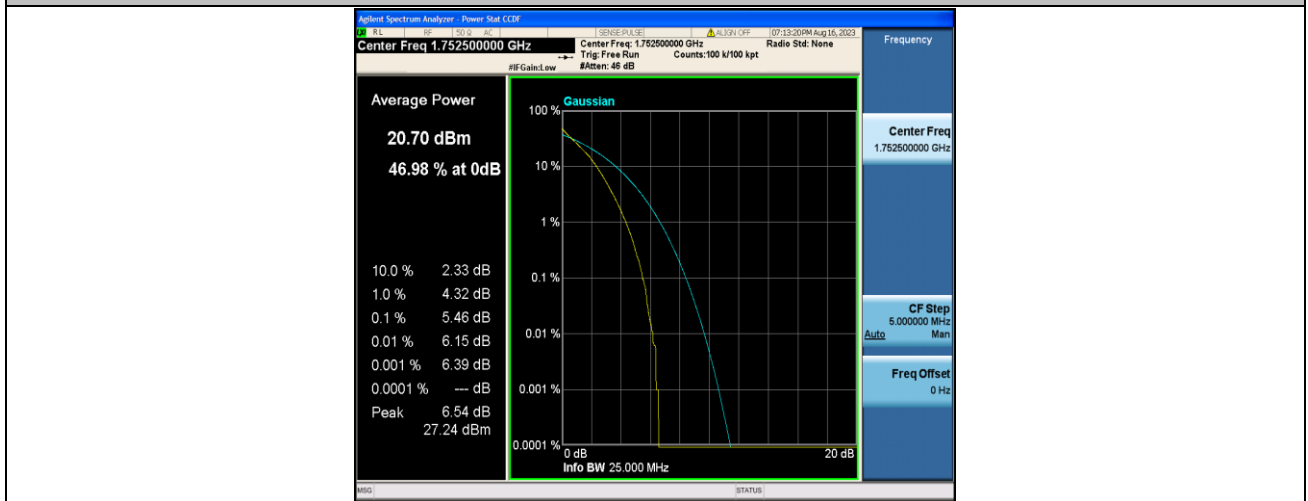 Agilent Spectrum Analyzer - Power Stat CCDF
LXI RL RF 50 Ω AC SENSE:PULSE ALIGN OFF 07:13:20PM Aug 16, 2023
Center Freq 1.752500000 GHz
Center Freq: 1.752500000 GHz Radio Std: None
Trig: Free Run Counts:100 k/100 kpt
#IFGain:Low #Atten: 46 dB
Average Power
20.70 dBm
46.98 % at 0dB
10.0 % 2.33 dB
1.0 % 4.32 dB
0.1 % 5.46 dB
0.01 % 6.15 dB
0.001 % 6.39 dB
0.0001 % --- dB
Peak 6.54 dB
27.24 dBm
Gaussian
100 %
10 %
1 %
0.1 %
0.01 %
0.001 %
0.0001 %
0 dB 20 dB
Info BW 25.000 MHz
Frequency
Center Freq
1.752500000 GHz
CF Step
5.000000 MHz
Auto Man
Freq Offset
0 Hz
MSG STATUS